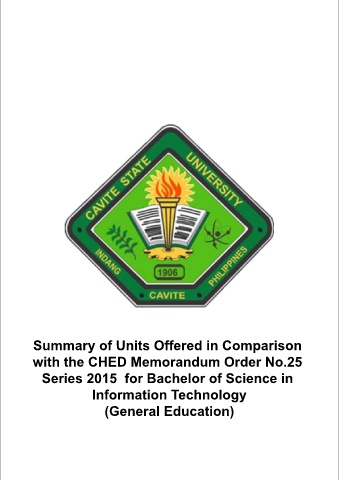 CAVITE STATE UNIVERSITY
INDANG
1906
PHILIPPINES
CAVITE
Summary of Units Offered in Comparison
with the CHED Memorandum Order No.25
Series 2015 for Bachelor of Science in
Information Technology
(General Education)